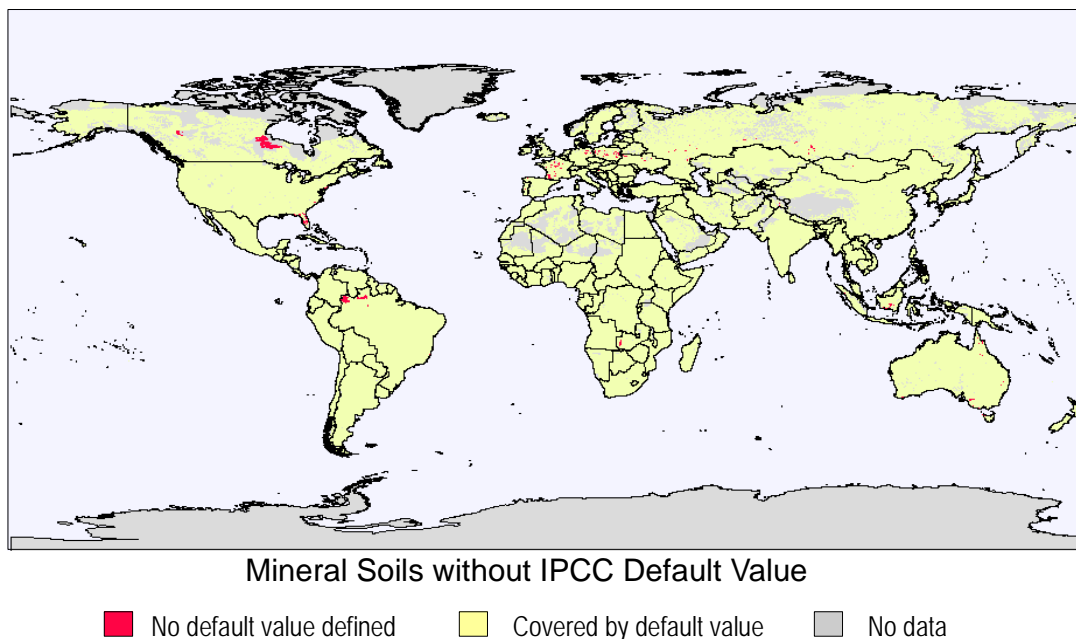 Mineral Soils without IPCC Default Value
No default value defined Covered by default value No data